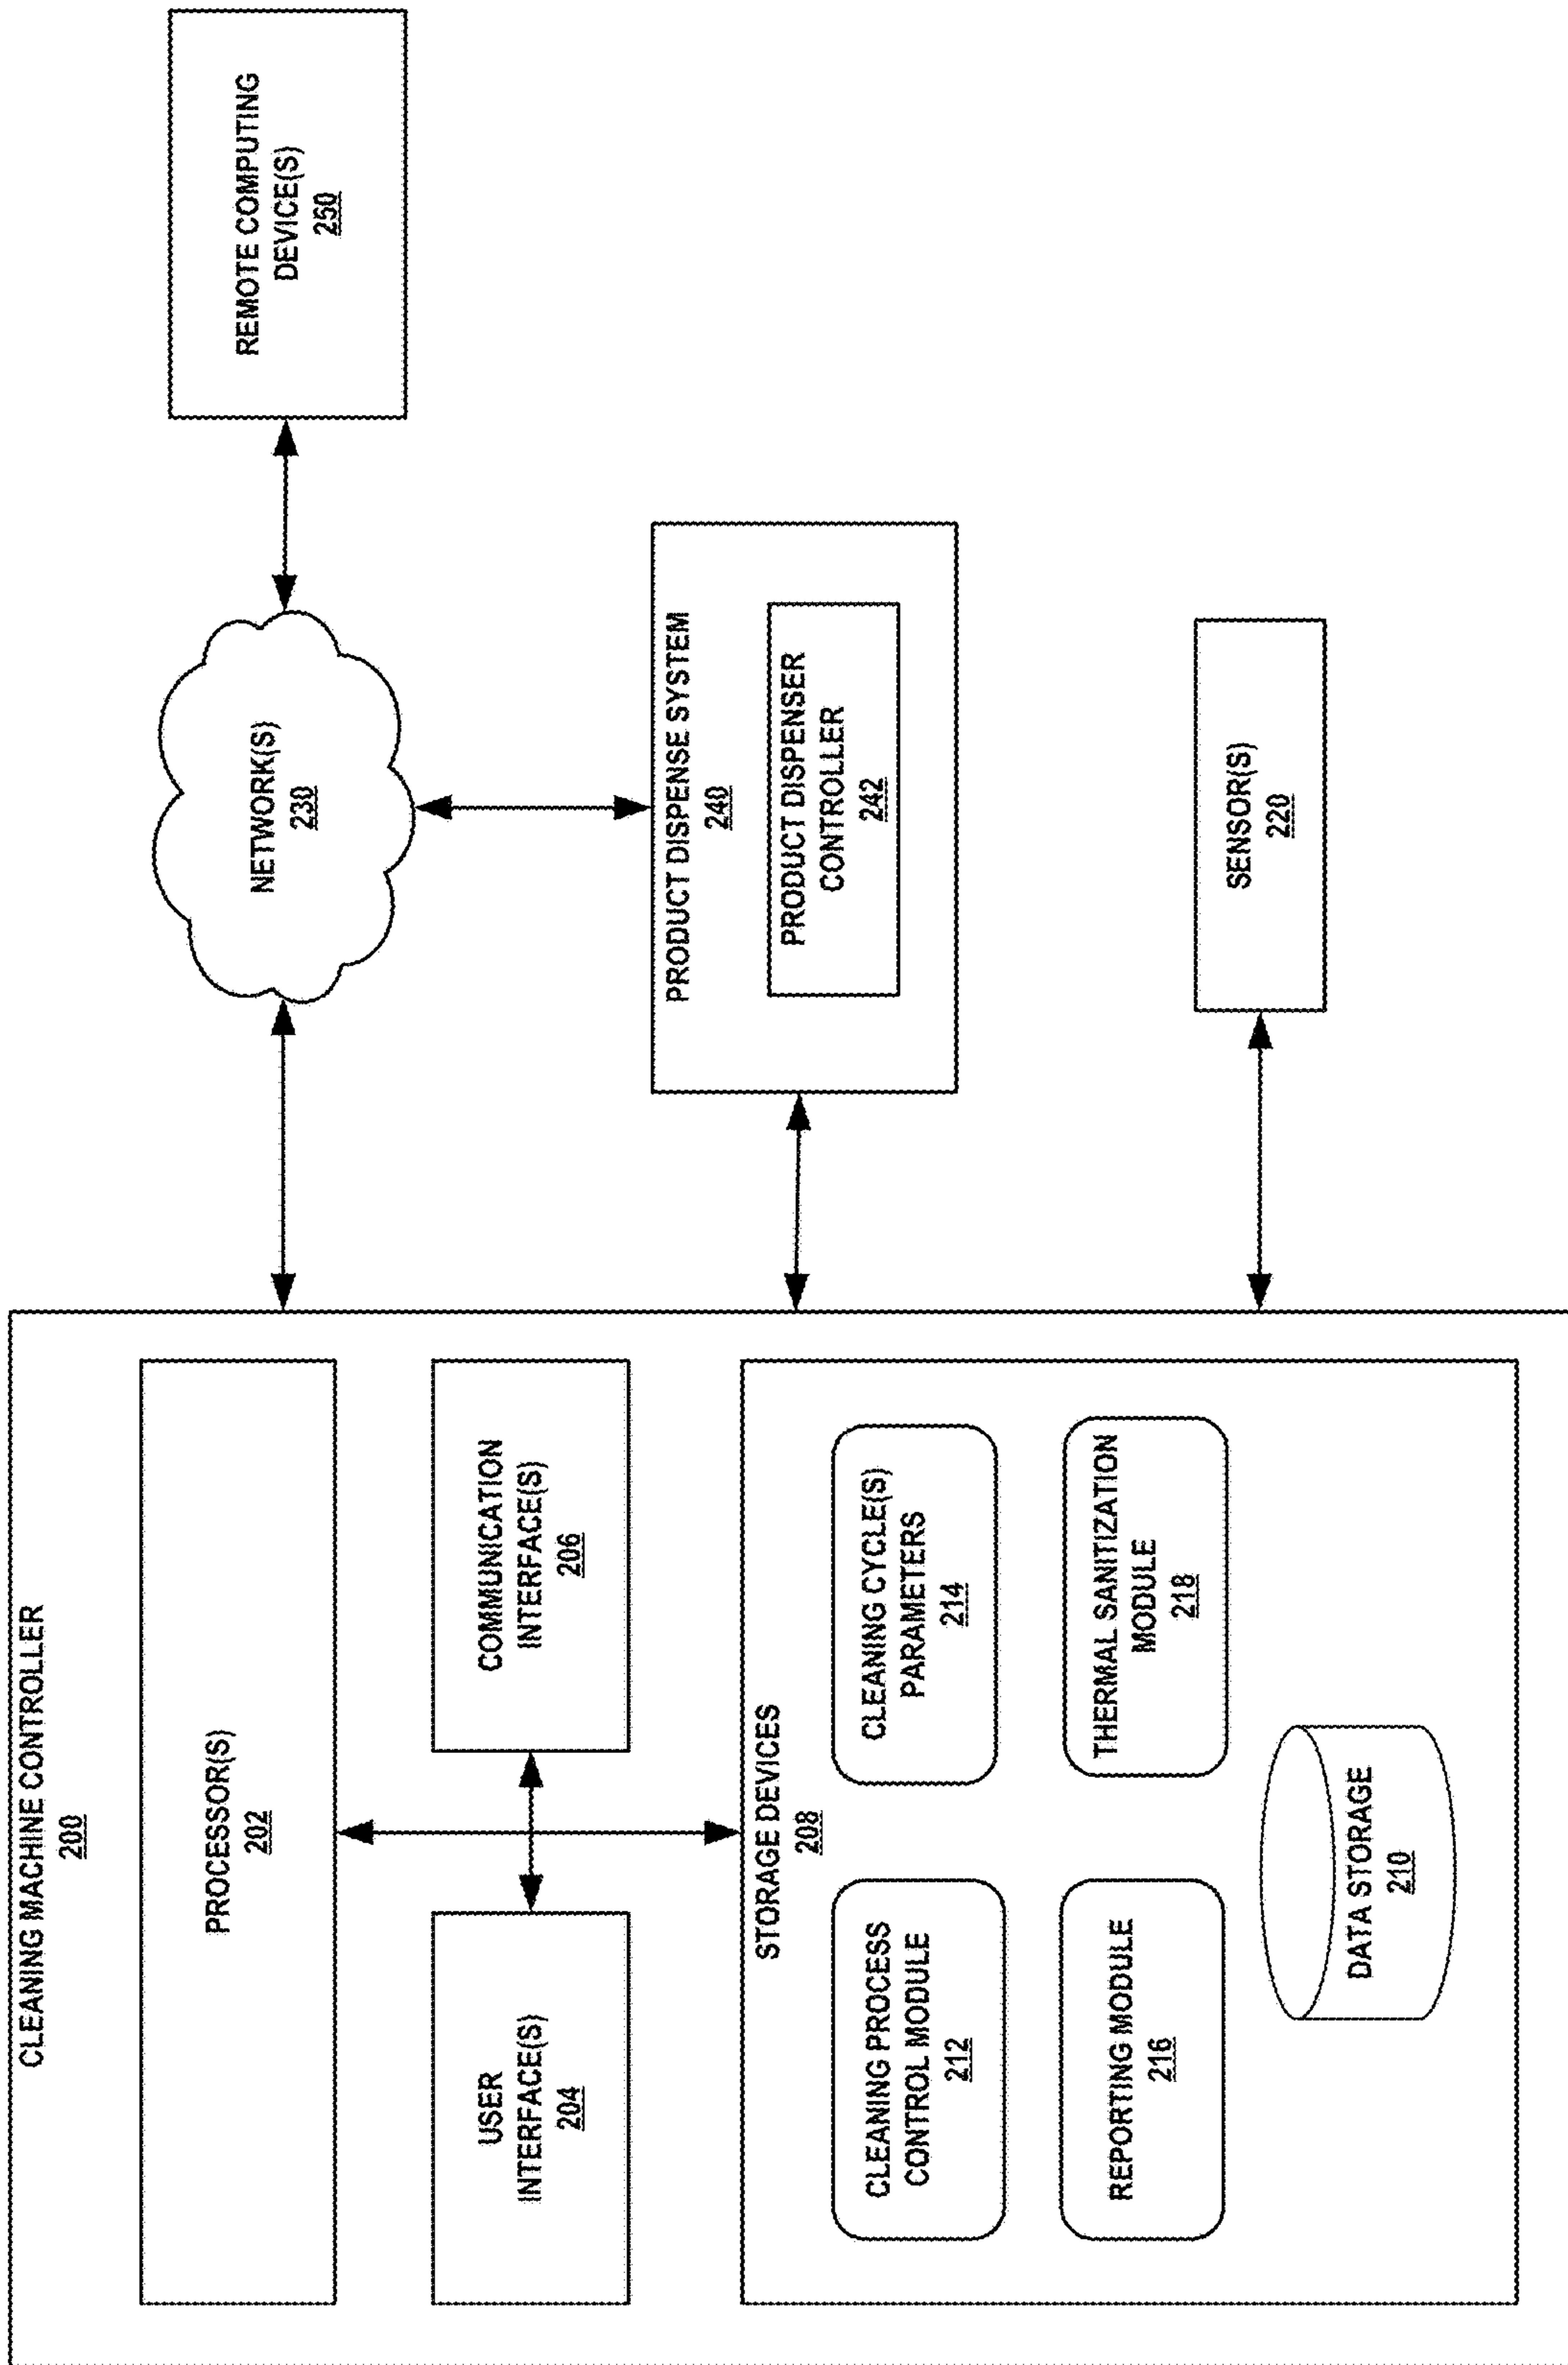 CLEANING MACHINE CONTROLLER
200
PROCESSOR(S)
202
USER
INTERFACE(S)
204
COMMUNICATION
INTERFACE(S)
206
STORAGE DEVICES
208
CLEANING PROCESS
CONTROL MODULE
212
CLEANING CYCLE(S)
PARAMETERS
214
REPORTING MODULE
216
THERMAL SANITIZATION
MODULE
218
DATA STORAGE
210
NETWORK(S)
230
REMOTE COMPUTING
DEVICE(S)
250
PRODUCT DISPENSE SYSTEM
240
PRODUCT DISPENSER
CONTROLLER
242
SENSOR(S)
220